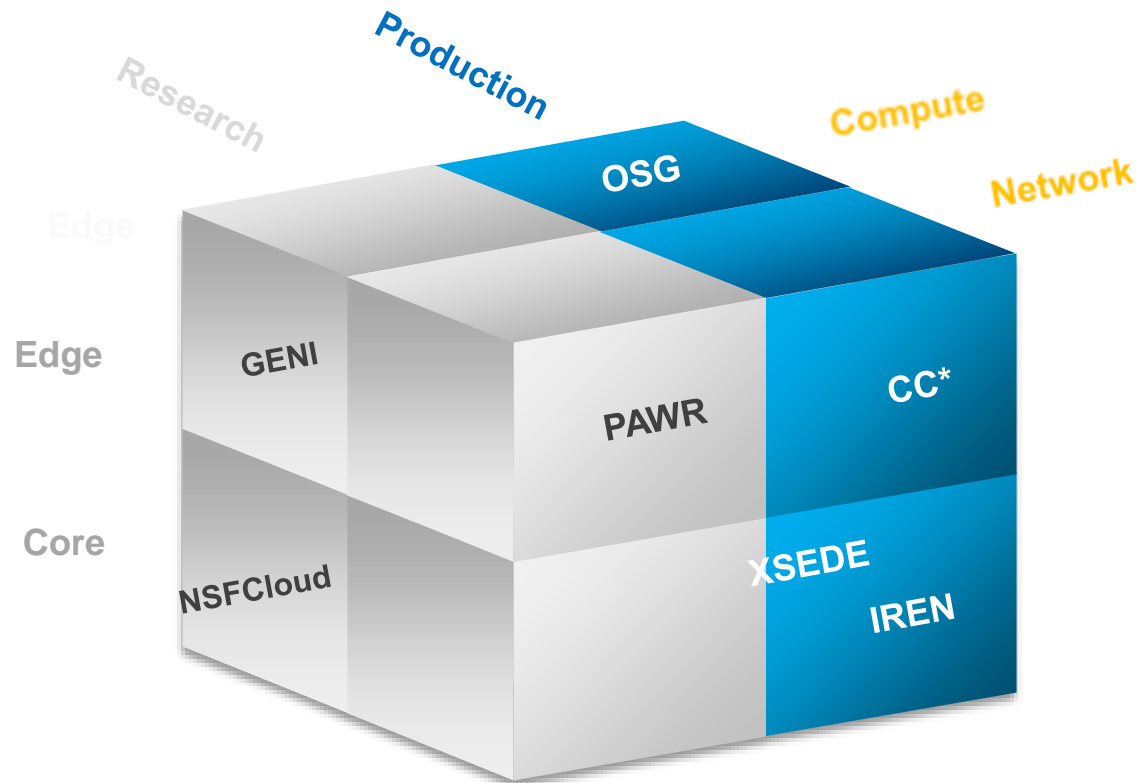 Production
Research
Compute
Network
OSG
Edge
Edge
GENI
CC*
PAWR
Core
XSEDE
NSFCloud
IREN